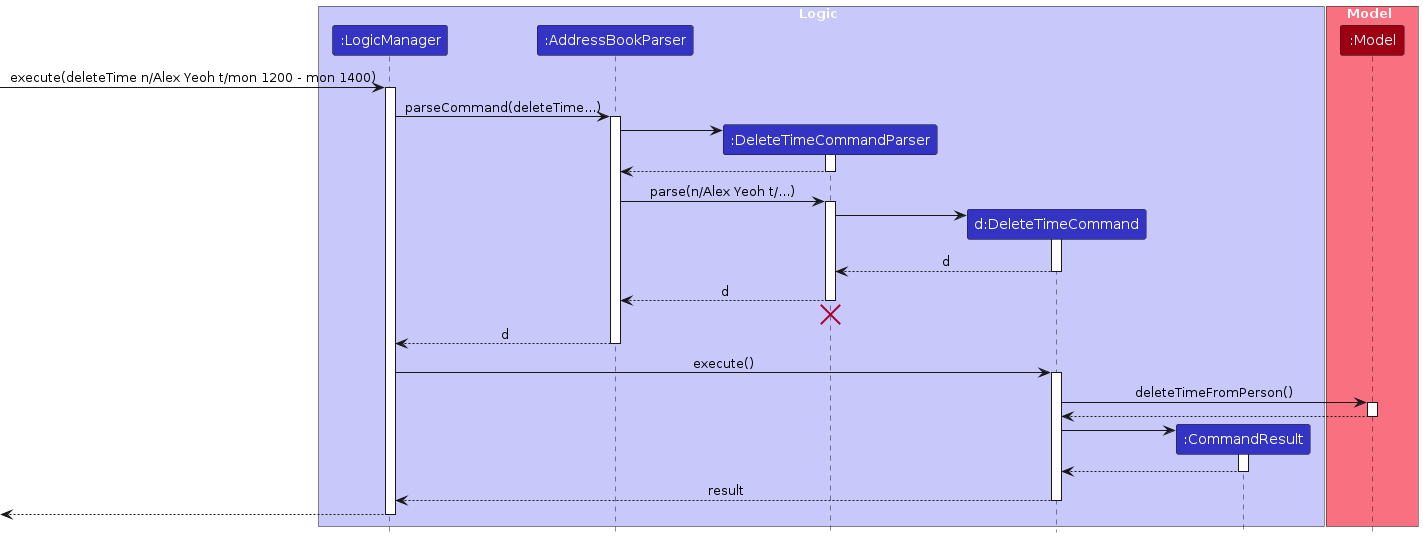 Logic
Model
:LogicManager
:AddressBookParser
:Model
execute(deleteTime n/Alex Yeoh t/mon 1200 - mon 1400)
parseCommand(deleteTime...)
:DeleteTimeCommandParser
parse(n/Alex Yeoh t/...)
d:DeleteTimeCommand
d
d
d
execute()
deleteTimeFromPerson()
:CommandResult
result